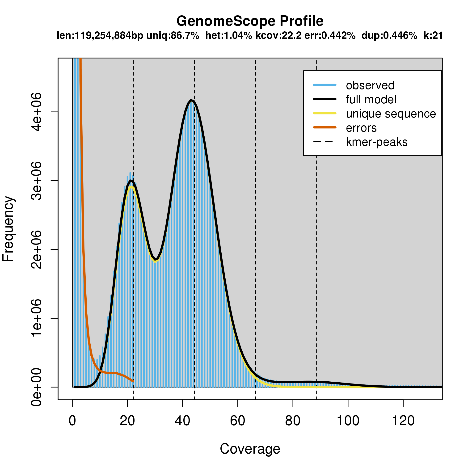 GenomeScope Profile
len:119,254,884bp uniq:86.7% het:1.04% kcov:22.2 err:0.442% dup:0.446% k:21
observed
full model
unique sequence
errors
kmer-peaks
Frequency
4e+06
3e+06
2e+06
1e+06
0e+00
0 20 40 60 80 100 120
Coverage